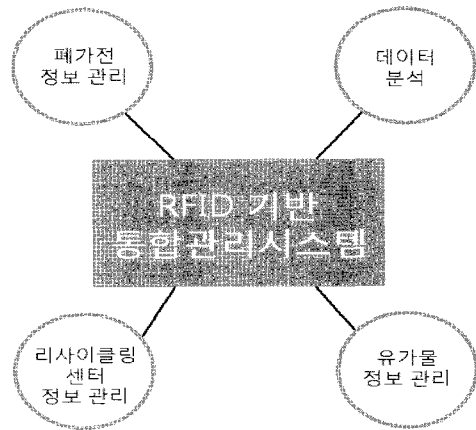 폐가전
정보 관리
데이터
분석
RFID 기반
통합관리시스템
리사이클링
센터
정보 관리
유가물
정보 관리